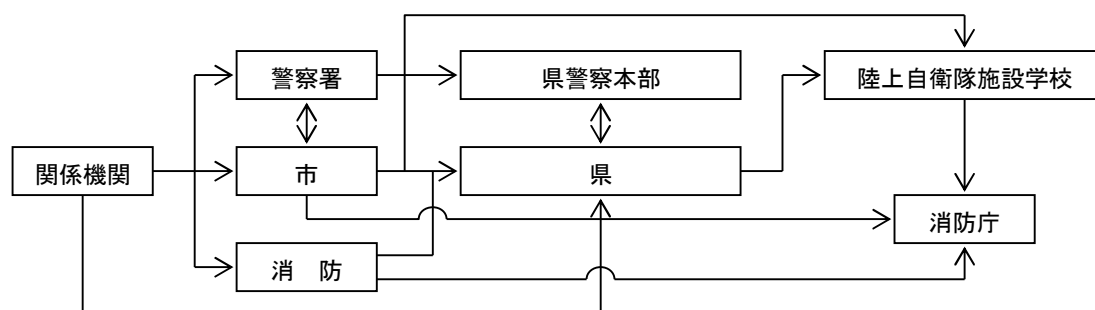 警察署
県警察本部
陸上自衛隊施設学校
関係機関
市
県
消防庁
消　防